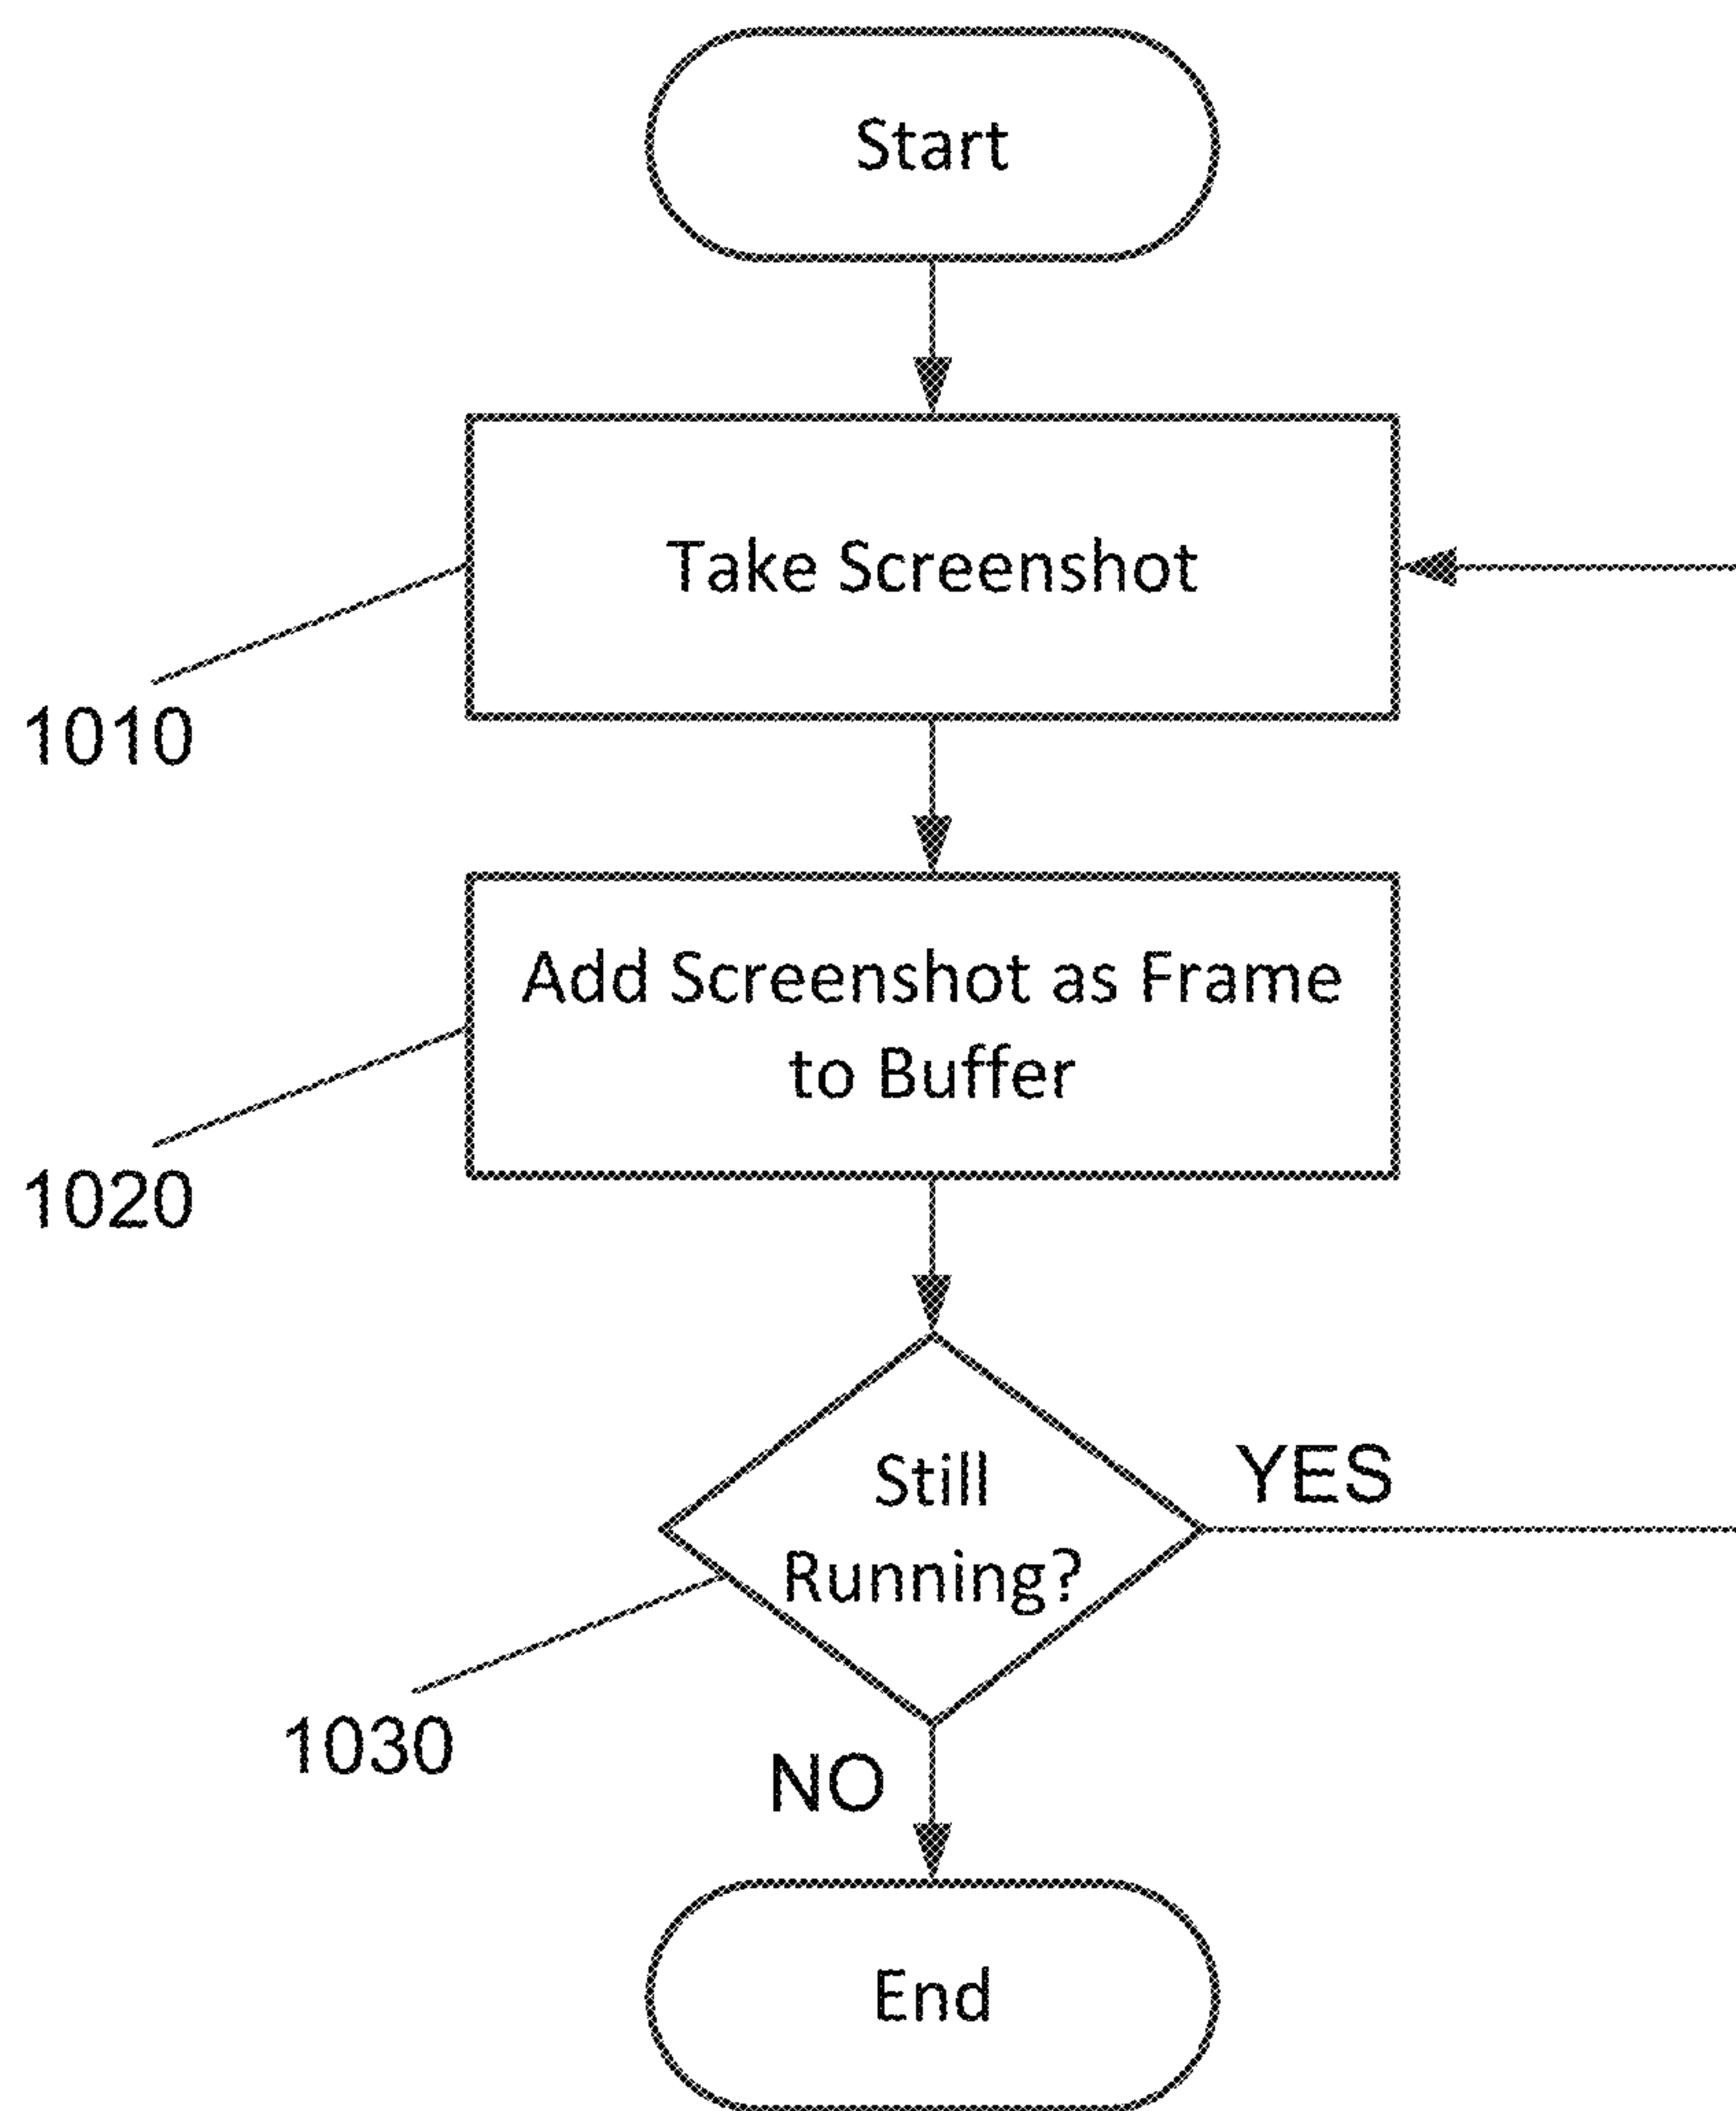 Start
Take Screenshot
1010
Add Screenshot as Frame
to Buffer
1020
Still
Running?
YES
1030
NO
End